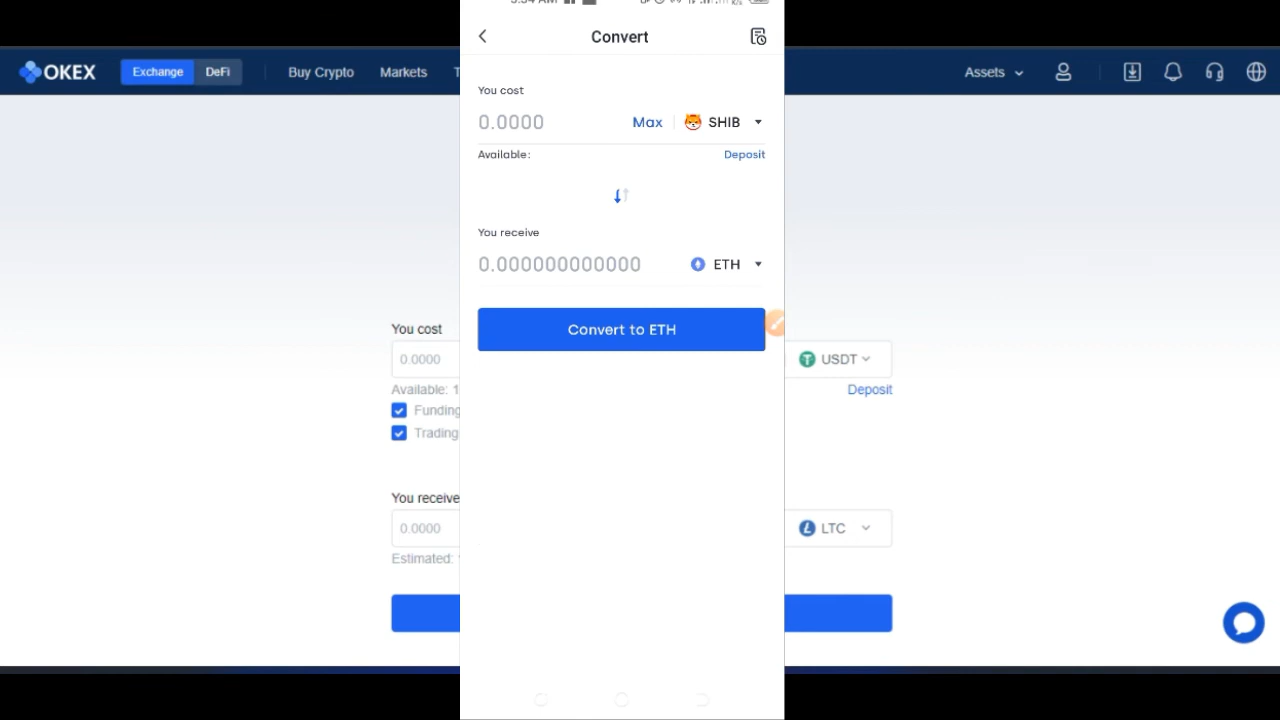 Convert
OKEX
Exchange
DeFi
Buy Crypto
Markets
Assets
You cost
0.0000
Max
SHIB
Available:
Deposit
You receive
0.000000000000
ETH
Convert to ETH
You cost
0.0000
USDT
Available: 1
Deposit
Funding
Trading
You receive
0.0000
LTC
Estimated: